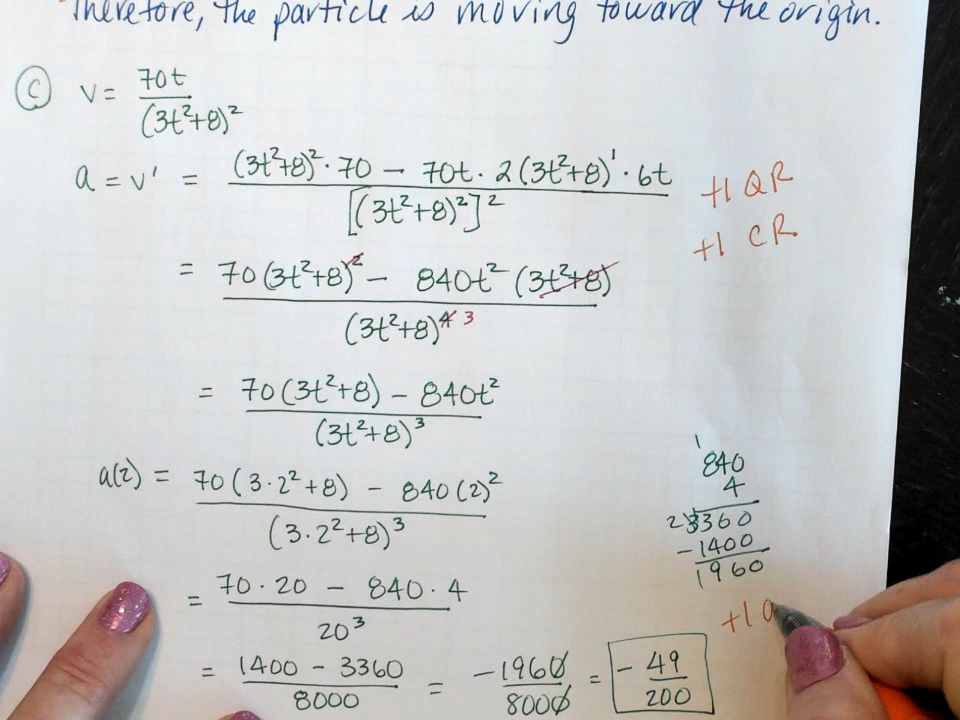 Therefore, the particle is moving toward the origin.
Ⓒ v = 70t / (3t²+8)²
a = v' = (3t²+8)² · 70 − 70t · 2(3t²+8)¹ · 6t / [(3t²+8)²]²
+1 QR
+1 CR
= 70(3t²+8)² − 840t² (3t²+8) / (3t²+8)⁴ 3
= 70(3t²+8) − 840t² / (3t²+8)³
a(2) = 70(3·2²+8) − 840(2)² / (3·2²+8)³
= 70·20 − 840·4 / 20³
= 1400 − 3360 / 8000 = −1960 / 8000 = − 49 / 200
1
840
4
2 3360
−1400
1960
+1 a